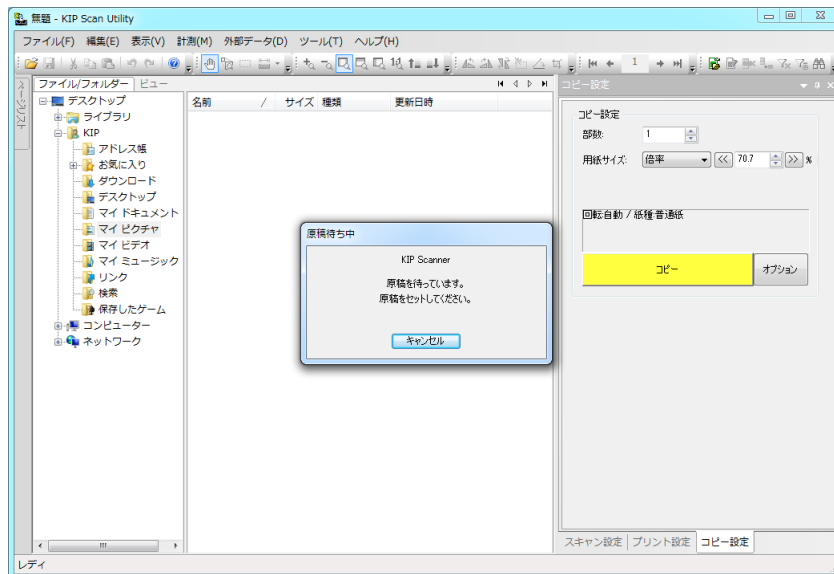 無題 - KIP Scan Utility
ファイル(F) 編集(E) 表示(V) 計測(M) 外部データ(D) ツール(T) ヘルプ(H)
1
ページリスト
ファイル/フォルダー ビュー
コピー設定
デスクトップ
ライブラリ
KIP
アドレス帳
お気に入り
ダウンロード
デスクトップ
マイ ドキュメント
マイ ピクチャ
マイ ビデオ
マイ ミュージック
リンク
検索
保存したゲーム
コンピューター
ネットワーク
名前 / サイズ 種類 更新日時
原稿待ち中
KIP Scanner
原稿を待っています。
原稿をセットしてください。
キャンセル
コピー設定
部数: 1
用紙サイズ: 倍率 << 70.7 >> %
回転:自動 / 紙種:普通紙
コピー オプション
スキャン設定 プリント設定 コピー設定
レディ